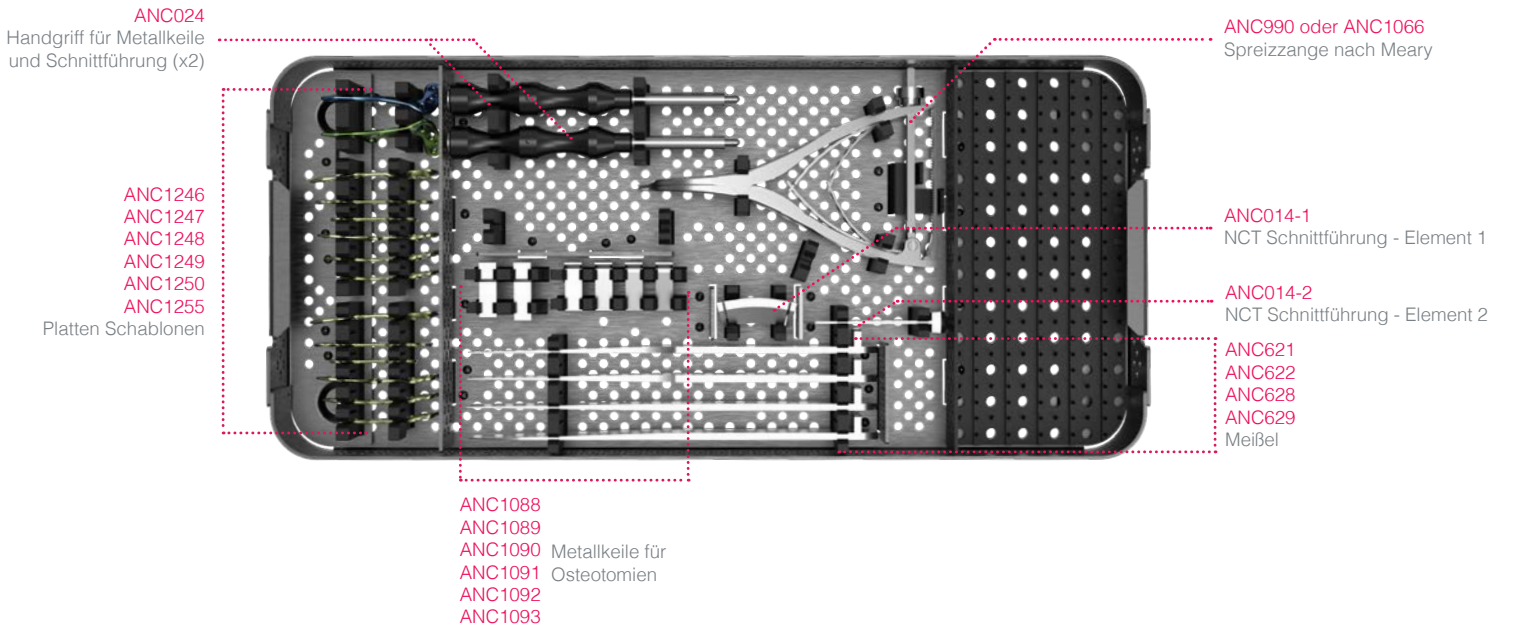 ANC024
Handgriff für Metallkeile
und Schnittführung (x2)
ANC990 oder ANC1066
Spreizzange nach Meary
ANC1246
ANC1247
ANC1248
ANC1249
ANC1250
ANC1255
Platten Schablonen
ANC014-1
NCT Schnittführung - Element 1
ANC014-2
NCT Schnittführung - Element 2
ANC621
ANC622
ANC628
ANC629
Meißel
ANC1088
ANC1089
ANC1090
ANC1091
ANC1092
ANC1093
Metallkeile für
Osteotomien